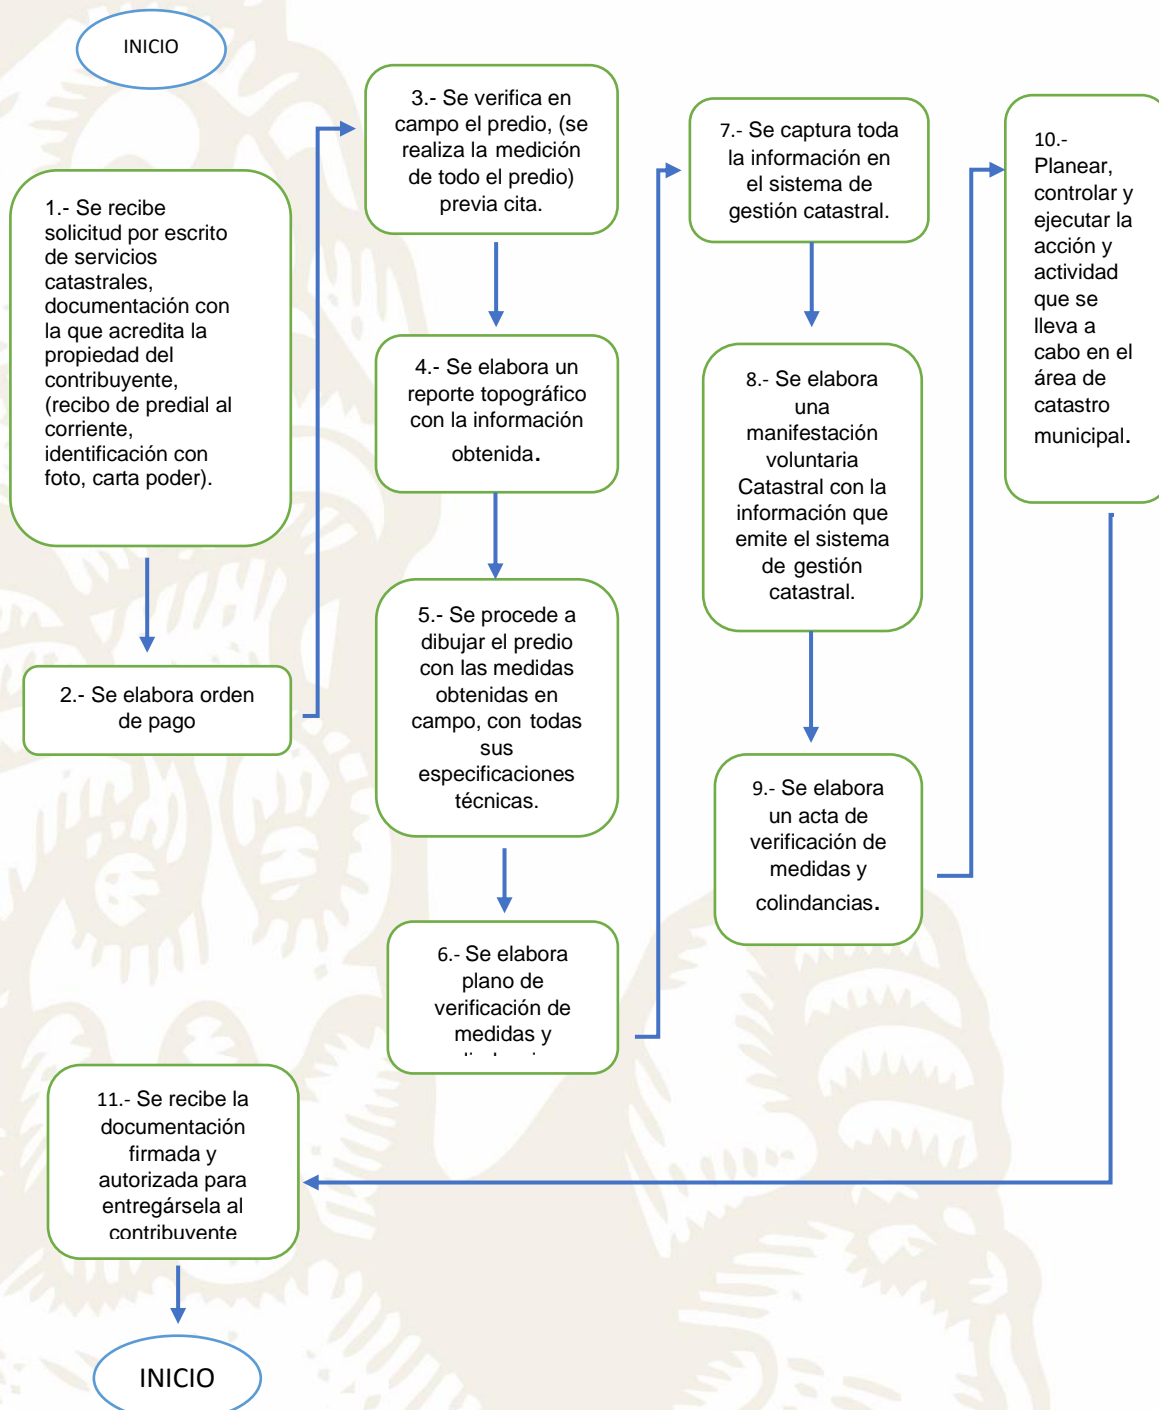 INICIO
1.- Se recibe
solicitud por escrito
de servicios
catastrales,
documentación con
la que acredita la
propiedad del
contribuyente,
(recibo de predial al
corriente,
identificación con
foto, carta poder).
2.- Se elabora orden
de pago
3.- Se verifica en
campo el predio, (se
realiza la medición
de todo el predio)
previa cita.
4.- Se elabora un
reporte topográfico
con la información
obtenida.
5.- Se procede a
dibujar el predio
con las medidas
obtenidas en
campo, con todas
sus
especificaciones
técnicas.
6.- Se elabora
plano de
verificación de
medidas y
7.- Se captura toda
la información en
el sistema de
gestión catastral.
8.- Se elabora
una
manifestación
voluntaria
Catastral con la
información que
emite el sistema
de gestión
catastral.
9.- Se elabora
un acta de
verificación de
medidas y
colindancias.
10.-
Planear,
controlar y
ejecutar la
acción y
actividad
que se
lleva a
cabo en el
área de
catastro
municipal.
11.- Se recibe la
documentación
firmada y
autorizada para
entregársela al
contribuyente
INICIO